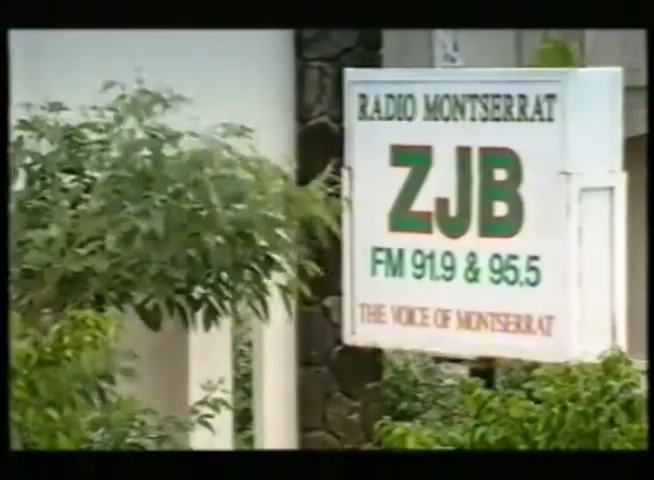 RADIO MONTSERRAT
ZJB
FM 91.9 & 95.5
THE VOICE OF MONTSERRAT